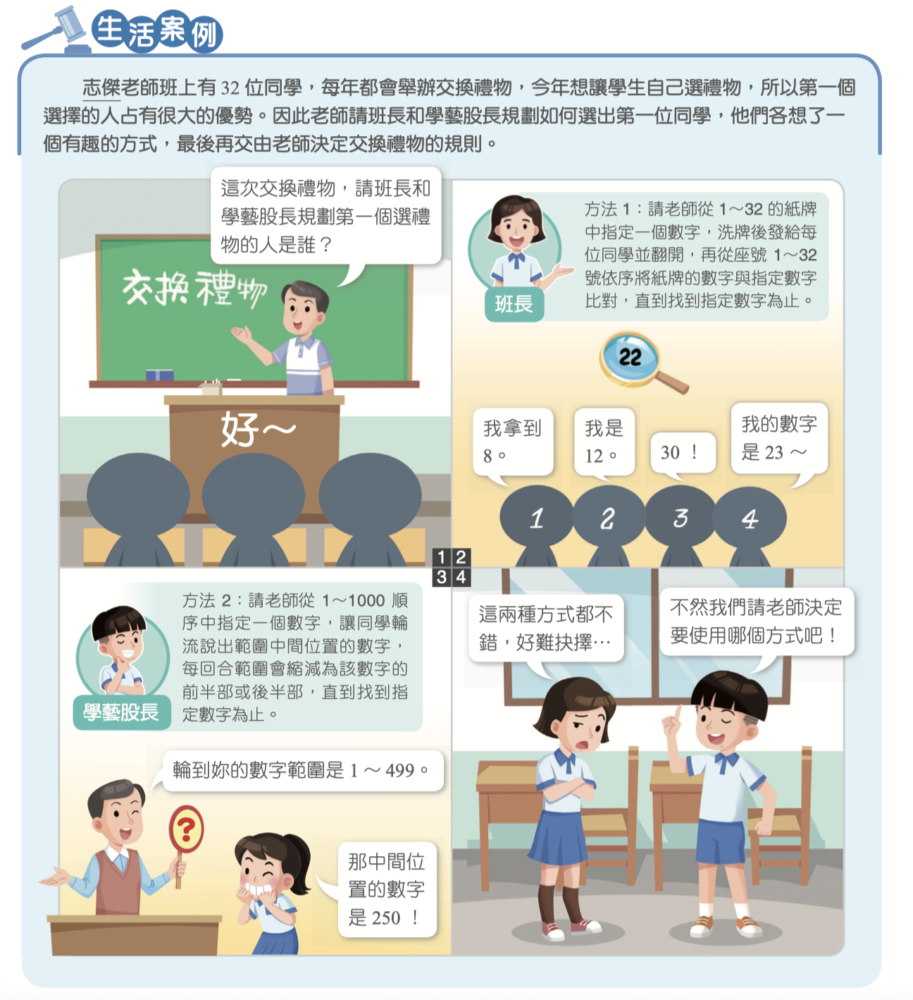 生活案例
志傑老師班上有 32 位同學，每年都會舉辦交換禮物，今年想讓學生自己選禮物，所以第一個
選擇的人占有很大的優勢。因此老師請班長和學藝股長規劃如何選出第一位同學，他們各想了一
個有趣的方式，最後再交由老師決定交換禮物的規則。
這次交換禮物，請班長和
學藝股長規劃第一個選禮
物的人是誰？
交換禮物
好～
方法 1：請老師從 1～32 的紙牌
中指定一個數字，洗牌後發給每
位同學並翻開，再從座號 1～32
號依序將紙牌的數字與指定數字
比對，直到找到指定數字為止。
班長
22
我拿到
8。
我是
12。
30 ！
我的數字
是 23 ～
1
2
3
4
1 2
3 4
方法 2：請老師從 1～1000 順
序中指定一個數字，讓同學輪
流說出範圍中間位置的數字，
每回合範圍會縮減為該數字的
前半部或後半部，直到找到指
定數字為止。
學藝股長
輪到妳的數字範圍是 1 ～ 499。
?
那中間位
置的數字
是 250 ！
這兩種方式都不
錯，好難抉擇…
不然我們請老師決定
要使用哪個方式吧！